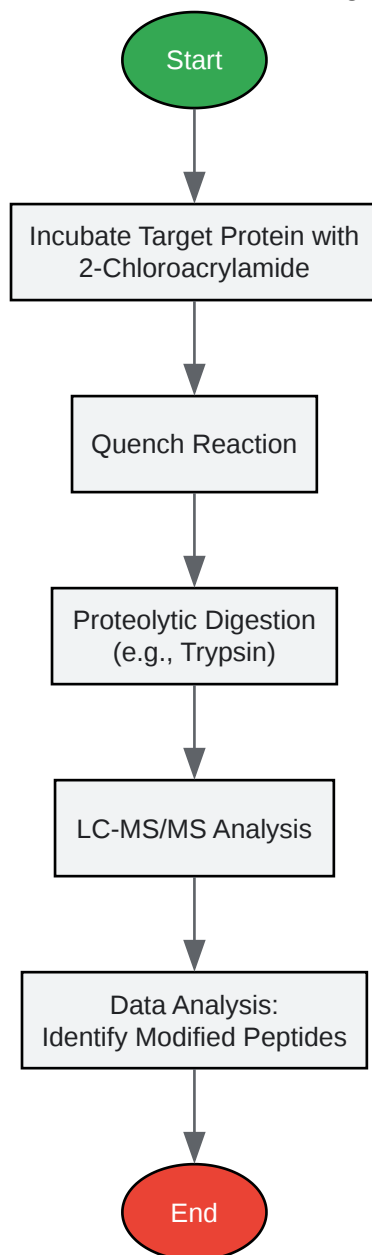 Start
Incubate Target Protein with
2-Chloroacrylamide
Quench Reaction
Proteolytic Digestion
(e.g., Trypsin)
LC-MS/MS Analysis
Data Analysis:
Identify Modified Peptides
End